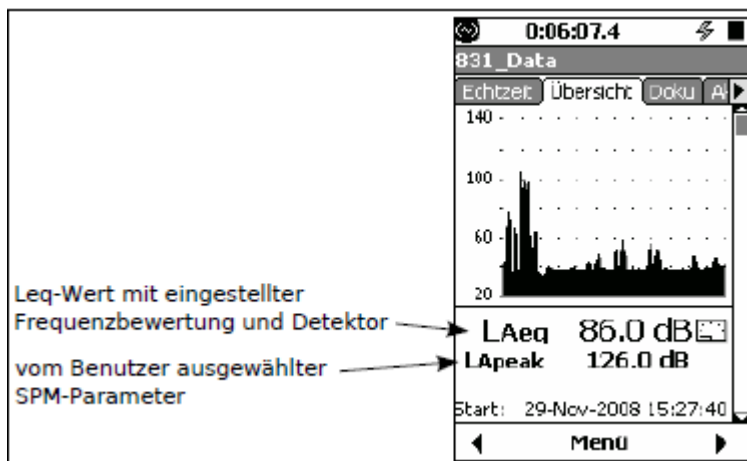 0:06:07.4
831_Data
Echtzeit Übersicht Doku A
140
100
60
20
Leq-Wert mit eingestellter
Frequenzbewertung und Detektor
LAeq 86.0 dB
vom Benutzer ausgewählter
SPM-Parameter
LApeak 126.0 dB
Start: 29-Nov-2008 15:27:40
Menü